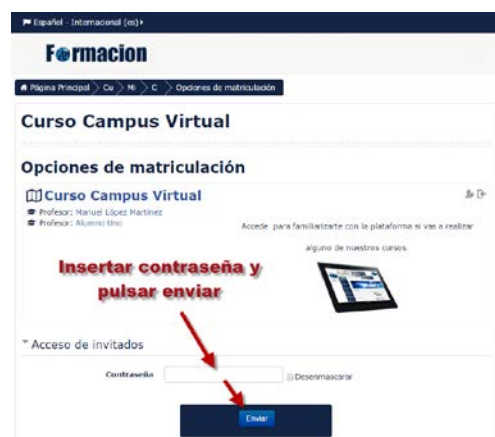 Español - Internacional (es)
Formacion
Página Principal Cu Mi C Opciones de matriculación
Curso Campus Virtual
Opciones de matriculación
Curso Campus Virtual
Profesor: Manuel López Martínez
Profesor: Alumno Uno
Accede para familiarizarte con la plataforma si vas a realizar
alguno de nuestros cursos.
Insertar contraseña y
pulsar enviar
Acceso de invitados
Contraseña Desenmascarar
Enviar